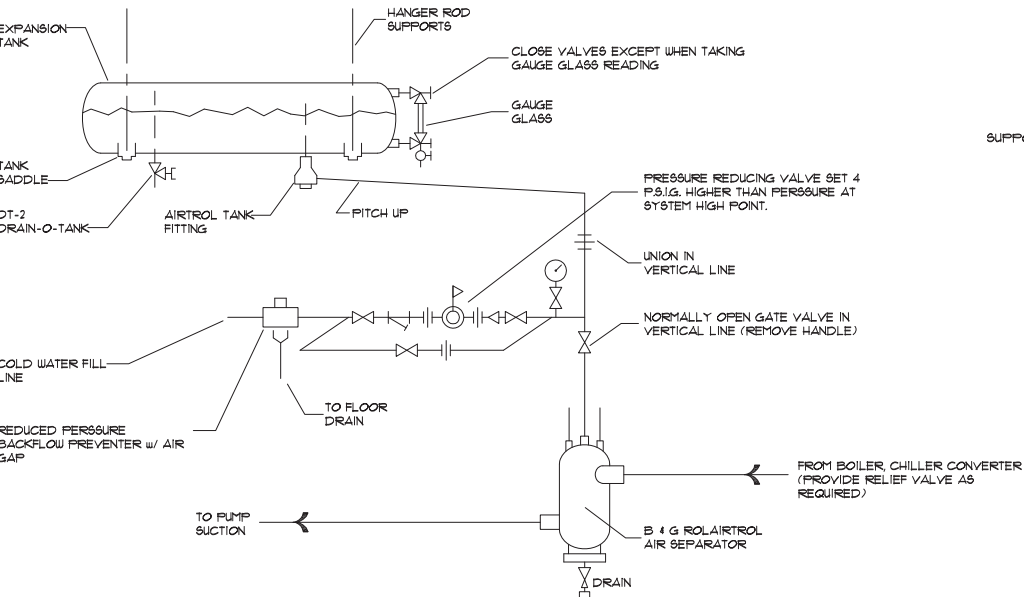 HANGER ROD
SUPPORTS
EXPANSION
TANK
CLOSE VALVES EXCEPT WHEN TAKING
GAUGE GLASS READING
GAUGE
GLASS
SUPPO
TANK
SADDLE
PRESSURE REDUCING VALVE SET 4
P.S.I.G. HIGHER THAN PERSSURE AT
SYSTEM HIGH POINT.
DT-2
DRAIN-O-TANK
AIRTROL TANK
FITTING
PITCH UP
UNION IN
VERTICAL LINE
NORMALLY OPEN GATE VALVE IN
VERTICAL LINE (REMOVE HANDLE)
COLD WATER FILL
LINE
TO FLOOR
DRAIN
REDUCED PERSSURE
BACKFLOW PREVENTER w/ AIR
GAP
FROM BOILER, CHILLER CONVERTER
(PROVIDE RELIEF VALVE AS
REQUIRED)
TO PUMP
SUCTION
B & G ROLAIRTROL
AIR SEPARATOR
DRAIN